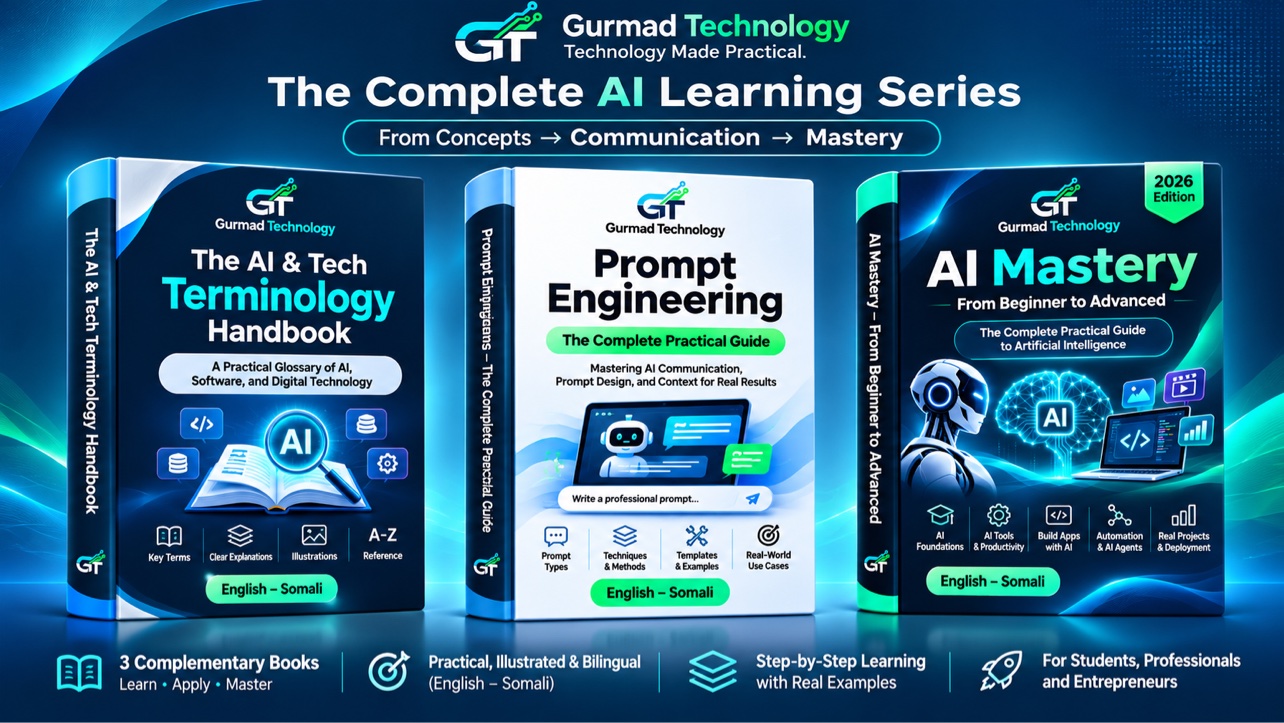 GT
Gurmad Technology
Technology Made Practical.
The Complete AI Learning Series
From Concepts → Communication → Mastery
The AI & Tech Terminology Handbook
GT
GT
Gurmad Technology
The AI & Tech
Terminology
Handbook
A Practical Glossary of AI,
Software, and Digital Technology
</>
AI
Key Terms
Clear Explanations
Illustrations
A-Z
Reference
English – Somali
Prompt
– The Complete
GT
GT
Gurmad Technology
Prompt
Engineering
The Complete Practical Guide
Mastering AI Communication,
Prompt Design, and Context for Real Results
Write a professional prompt...
Prompt
Types
Techniques
& Methods
Templates
& Examples
Real-World
Use Cases
English – Somali
AI Mastery – From Beginner to Advanced
GT
GT
Gurmad Technology
2026
Edition
AI Mastery
From Beginner to Advanced
The Complete Practical Guide
to Artificial Intelligence
AI
</>
AI
Foundations
AI Tools
& Productivity
Build Apps
with AI
Automation
& AI Agents
Real Projects
& Deployment
English – Somali
3 Complementary Books
Learn • Apply • Master
Practical, Illustrated & Bilingual
(English – Somali)
Step-by-Step Learning
with Real Examples
For Students, Professionals
and Entrepreneurs